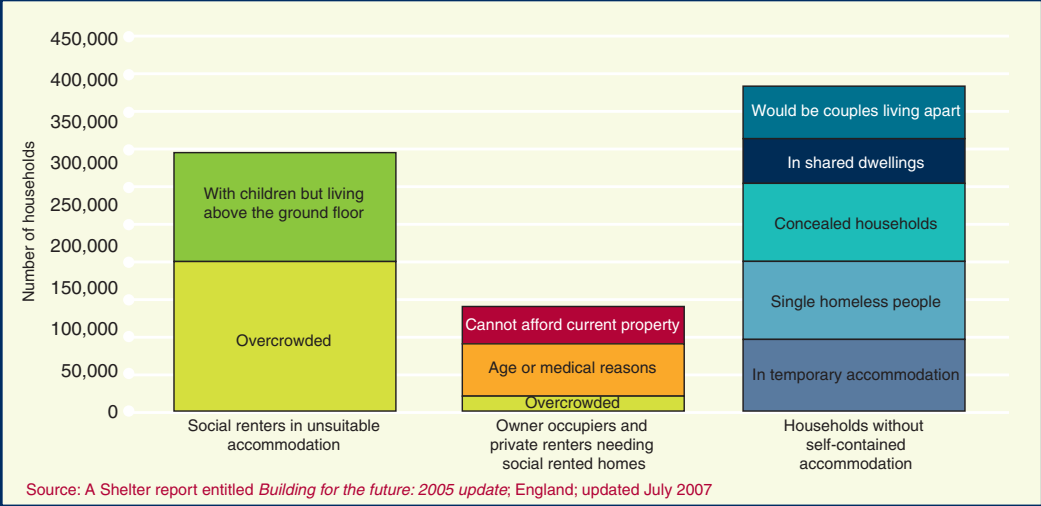 450,000
400,000
350,000
300,000
250,000
200,000
150,000
100,000
50,000
0
Number of households
With children but living
above the ground floor
Overcrowded
Cannot afford current property
Age or medical reasons
Overcrowded
Would be couples living apart
In shared dwellings
Concealed households
Single homeless people
In temporary accommodation
Social renters in unsuitable
accommodation
Owner occupiers and
private renters needing
social rented homes
Households without
self-contained
accommodation
Source: A Shelter report entitled Building for the future: 2005 update; England; updated July 2007